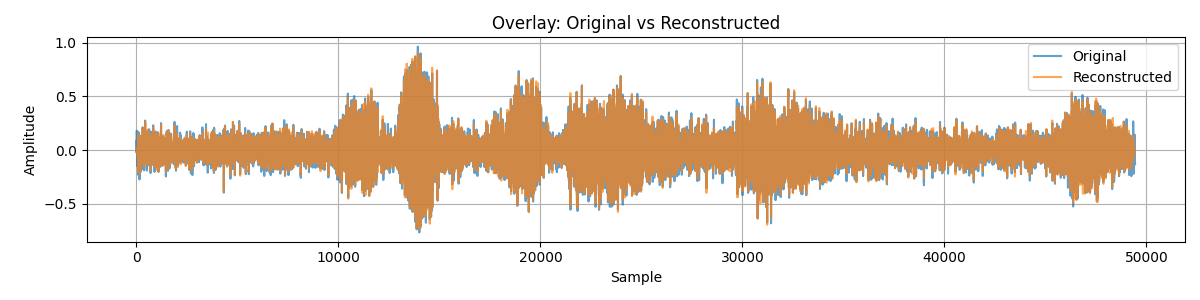 Overlay: Original vs Reconstructed
1.0
0.5
0.0
−0.5
Amplitude
Original
Reconstructed
0
10000
20000
30000
40000
50000
Sample